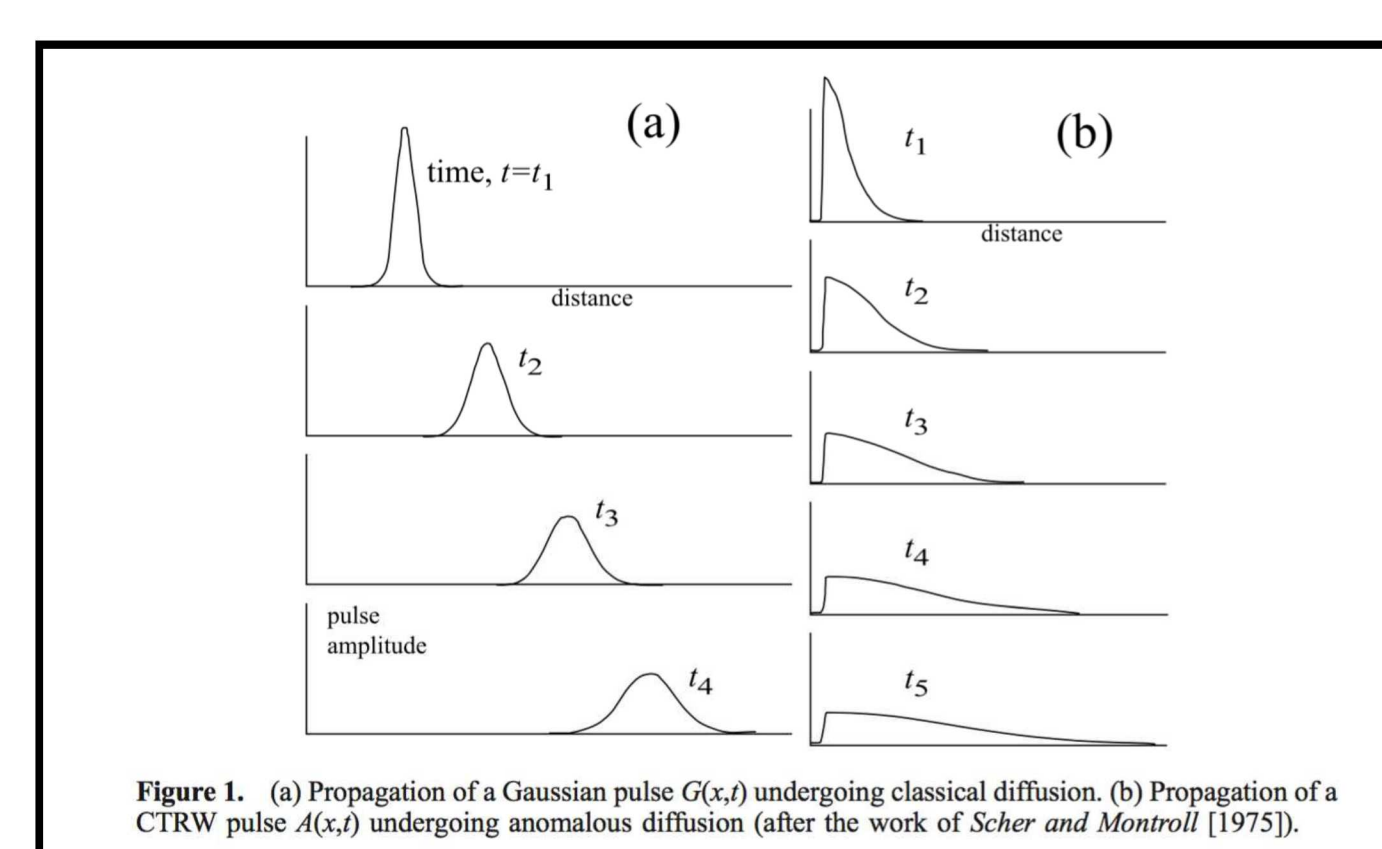 (a)
time, t=t1
distance
t2
t3
pulse
amplitude
t4
(b)
t1
distance
t2
t3
t4
t5
Figure 1. (a) Propagation of a Gaussian pulse G(x,t) undergoing classical diffusion. (b) Propagation of a
CTRW pulse A(x,t) undergoing anomalous diffusion (after the work of Scher and Montroll [1975]).